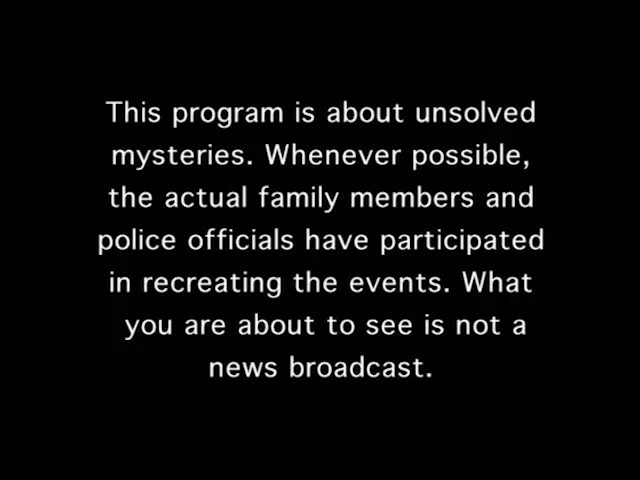 This program is about unsolved
mysteries. Whenever possible,
the actual family members and
police officials have participated
in recreating the events. What
you are about to see is not a
news broadcast.